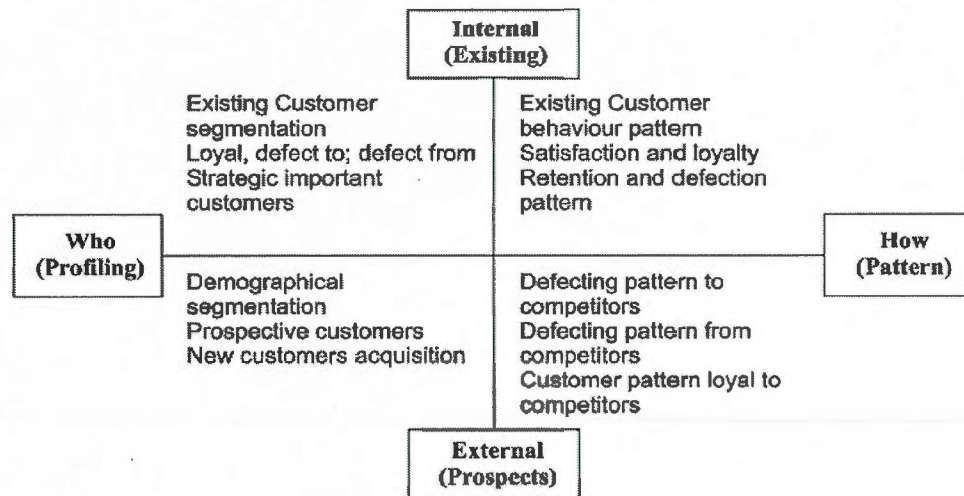 Internal
(Existing)
Existing Customer
segmentation
Loyal, defect to; defect from
Strategic important
customers
Existing Customer
behaviour pattern
Satisfaction and loyalty
Retention and defection
pattern
Who
(Profiling)
How
(Pattern)
Demographical
segmentation
Prospective customers
New customers acquisition
Defecting pattern to
competitors
Defecting pattern from
competitors
Customer pattern loyal to
competitors
External
(Prospects)